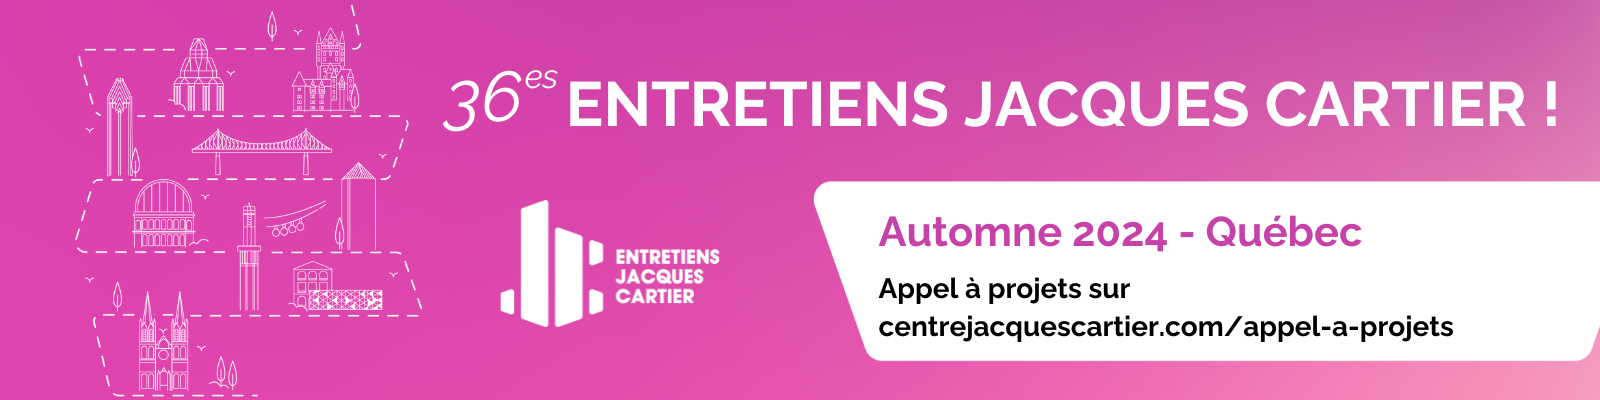 36es ENTRETIENS JACQUES CARTIER !
ENTRETIENS
JACQUES
CARTIER
Automne 2024 - Québec
Appel à projets sur
centrejacquescartier.com/appel-a-projets